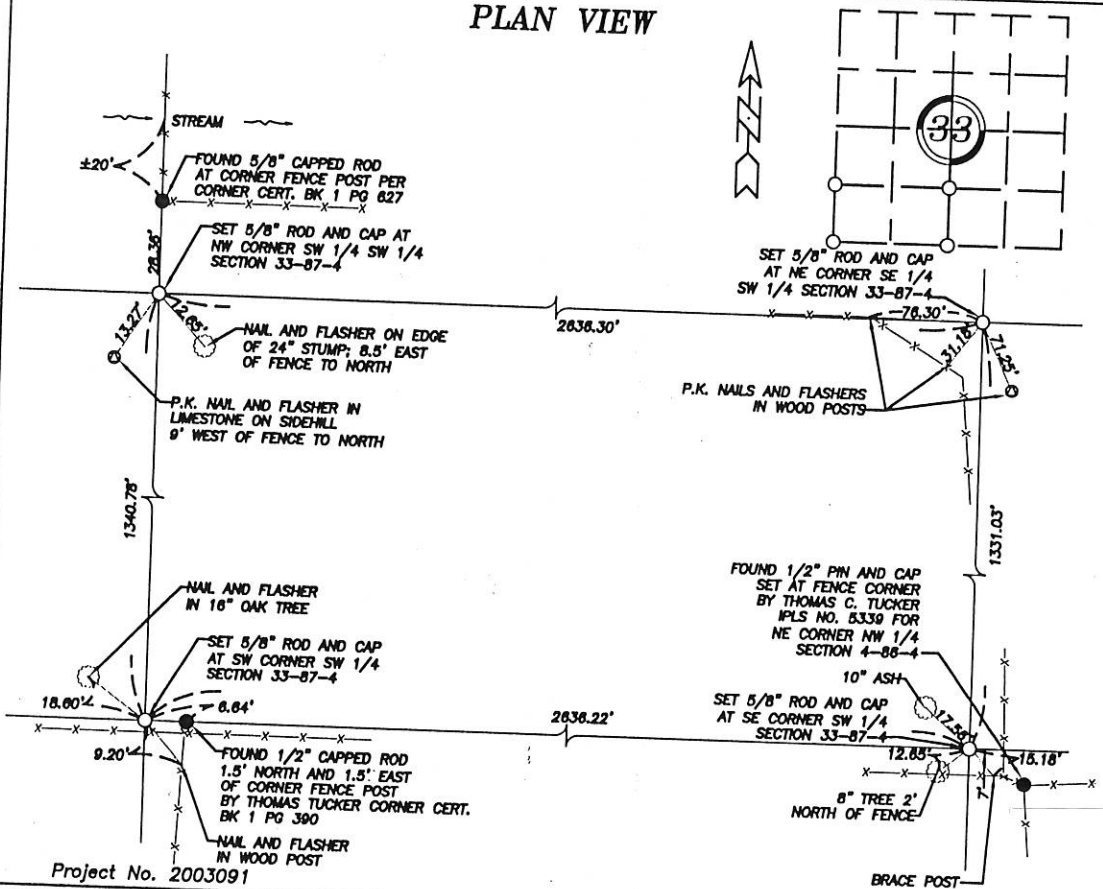 PLAN VIEW
N
33
STREAM
±20'
FOUND 5/8" CAPPED ROD
AT CORNER FENCE POST PER
CORNER CERT. BK 1 PG 627
28.36'
SET 5/8" ROD AND CAP AT
NW CORNER SW 1/4 SW 1/4
SECTION 33-87-4
13.27'
12.65'
NAIL AND FLASHER ON EDGE
OF 24" STUMP; 8.5' EAST
OF FENCE TO NORTH
P.K. NAIL AND FLASHER IN
LIMESTONE ON SIDEHILL
9' WEST OF FENCE TO NORTH
2636.30'
SET 5/8" ROD AND CAP
AT NE CORNER SE 1/4
SW 1/4 SECTION 33-87-4
76.30'
31.18'
71.25'
P.K. NAILS AND FLASHERS
IN WOOD POSTS
1340.78'
1331.03'
NAIL AND FLASHER
IN 16" OAK TREE
SET 5/8" ROD AND CAP
AT SW CORNER SW 1/4
SECTION 33-87-4
18.60'
6.64'
9.20'
FOUND 1/2" CAPPED ROD
1.5' NORTH AND 1.5' EAST
OF CORNER FENCE POST
BY THOMAS TUCKER CORNER CERT.
BK 1 PG 390
NAIL AND FLASHER
IN WOOD POST
2636.22'
FOUND 1/2" PIN AND CAP
SET AT FENCE CORNER
BY THOMAS C. TUCKER
IPLS NO. 5339 FOR
NE CORNER NW 1/4
SECTION 4-86-4
10" ASH
SET 5/8" ROD AND CAP
AT SE CORNER SW 1/4
SECTION 33-87-4
17.56'
12.65'
15.18'
7'
8" TREE 2'
NORTH OF FENCE
BRACE POST
Project No. 2003091